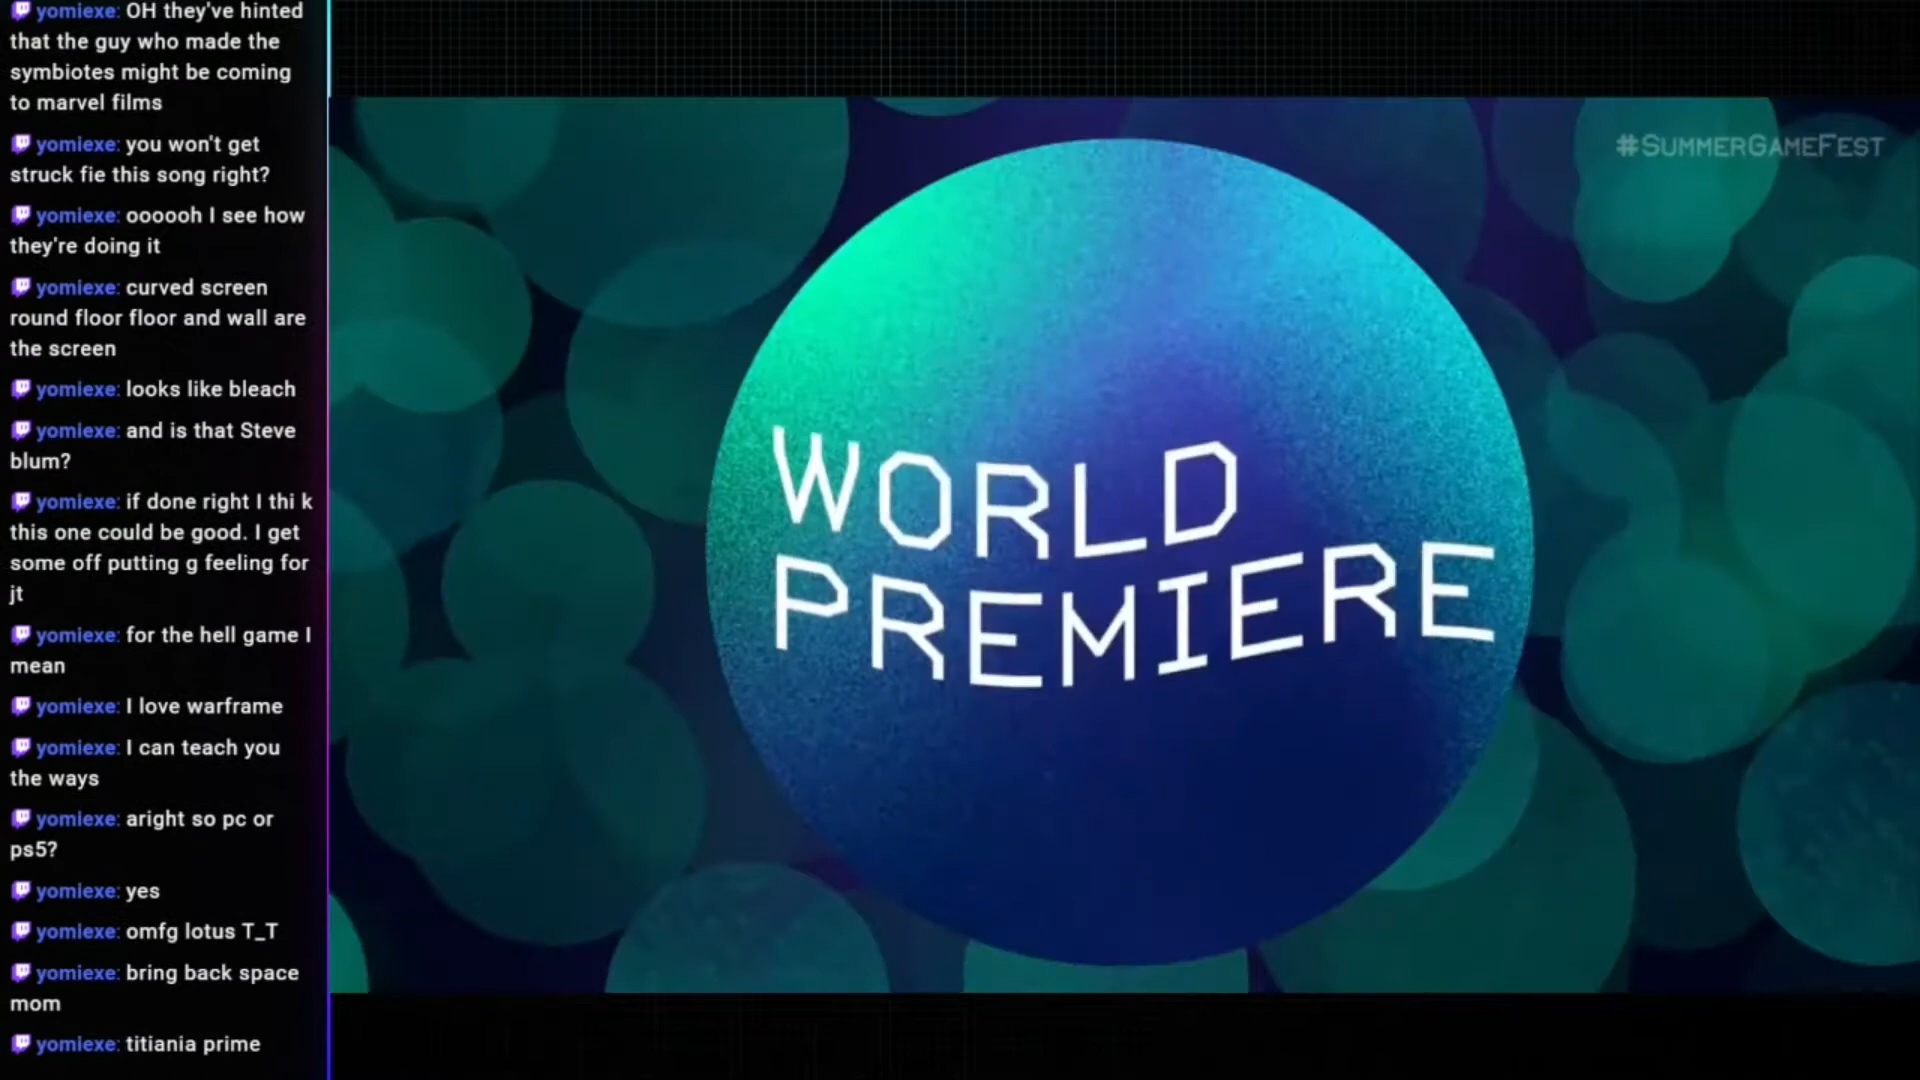 yomiexe: OH they've hinted
that the guy who made the
symbiotes might be coming
to marvel films
yomiexe: you won't get
struck fie this song right?
yomiexe: oooooh I see how
they're doing it
yomiexe: curved screen
round floor floor and wall are
the screen
yomiexe: looks like bleach
yomiexe: and is that Steve
blum?
yomiexe: if done right I thi k
this one could be good. I get
some off putting g feeling for
jt
yomiexe: for the hell game I
mean
yomiexe: I love warframe
yomiexe: I can teach you
the ways
yomiexe: aright so pc or
ps5?
yomiexe: yes
yomiexe: omfg lotus T_T
yomiexe: bring back space
mom
yomiexe: titiania prime
#SUMMERGAMEFEST
WORLD
PREMIERE